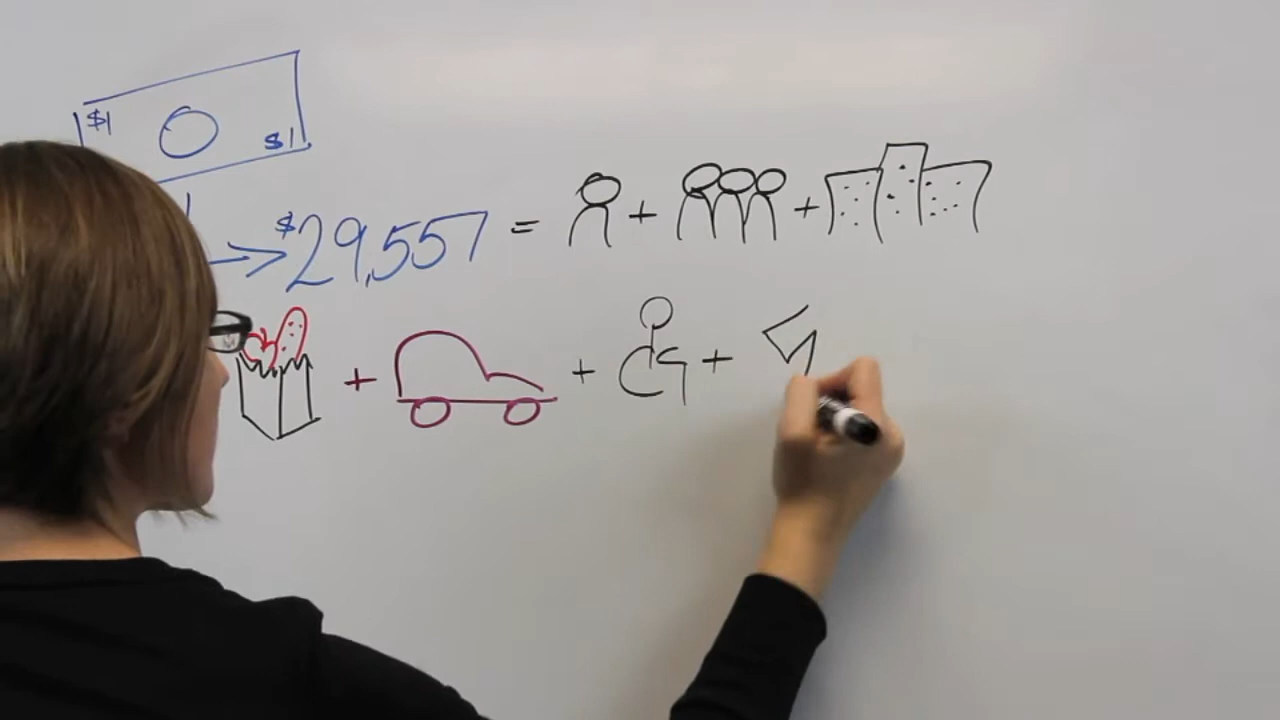 $1
$1
$29,557 = + +
+ + +